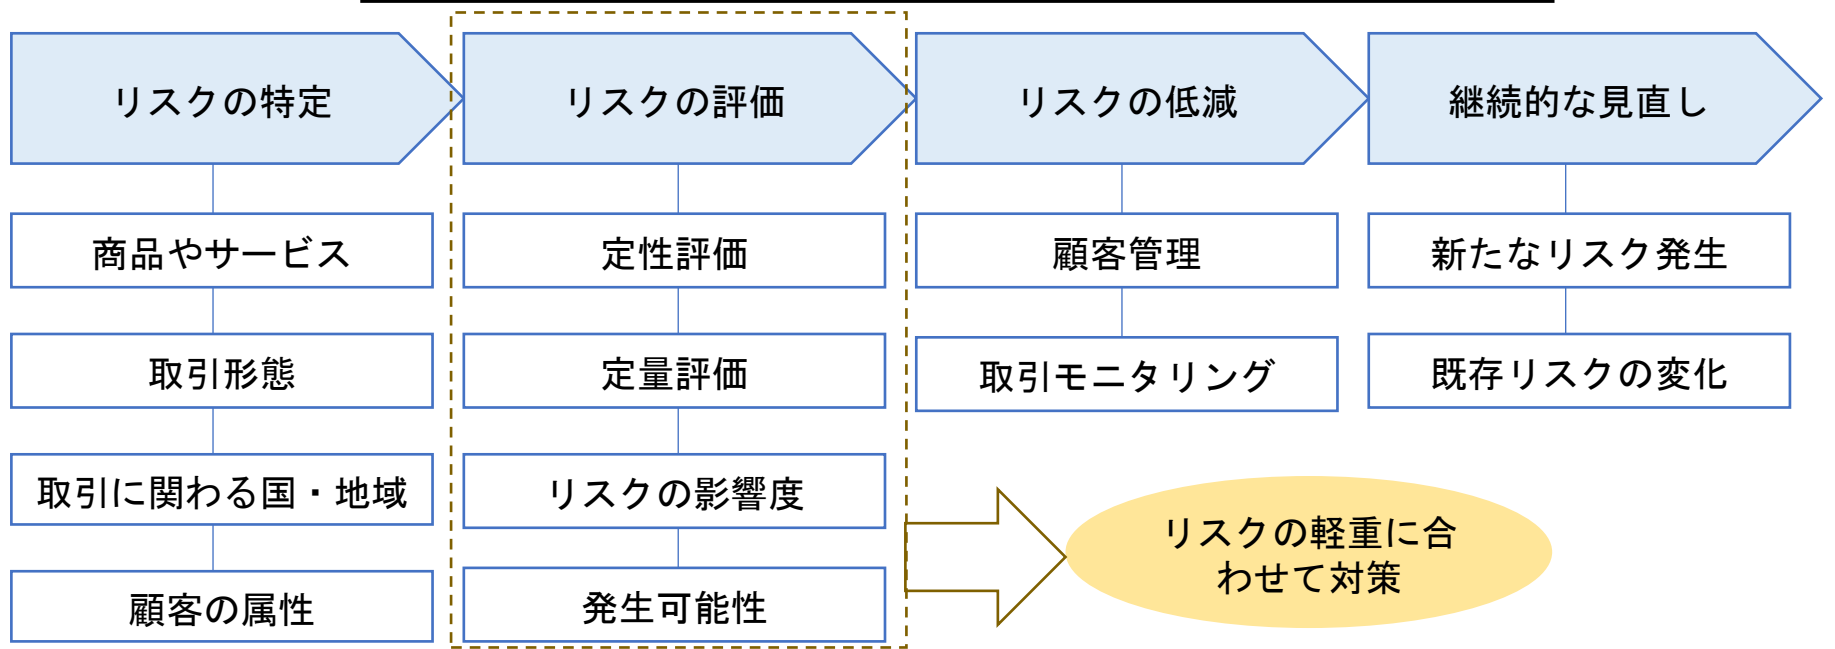 リスクの特定
リスクの評価
リスクの低減
継続的な見直し
商品やサービス
定性評価
顧客管理
新たなリスク発生
取引形態
定量評価
取引モニタリング
既存リスクの変化
取引に関わる国・地域
リスクの影響度
リスクの軽重に合
わせて対策
顧客の属性
発生可能性